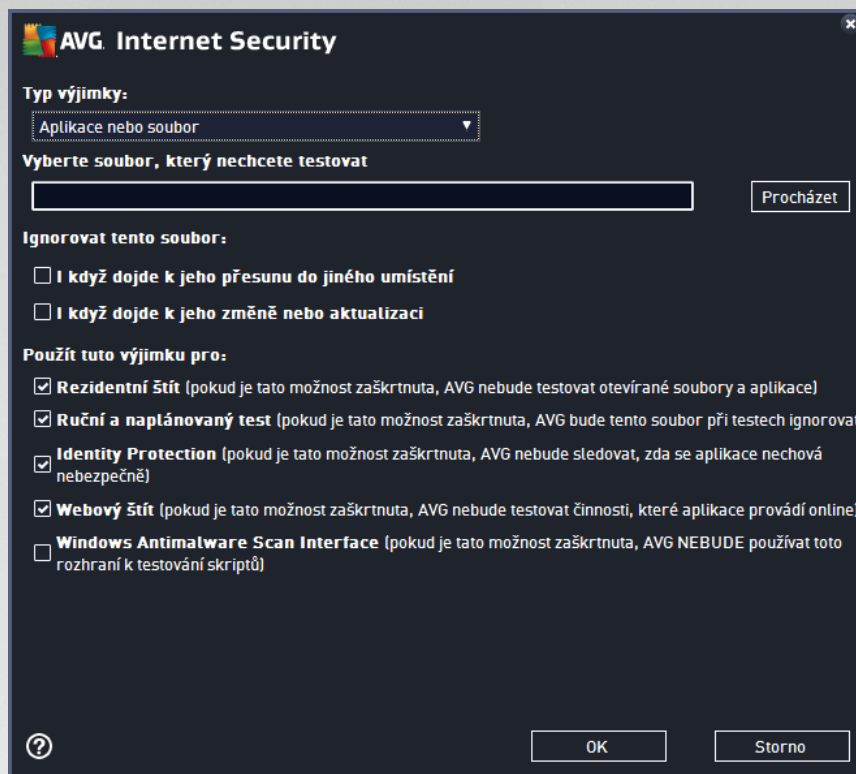 AVG. Internet Security
Typ výjimky:
Aplikace nebo soubor
Vyberte soubor, který nechcete testovat
Procházet
Ignorovat tento soubor:
I když dojde k jeho přesunu do jiného umístění
I když dojde k jeho změně nebo aktualizaci
Použít tuto výjimku pro:
Rezidentní štít (pokud je tato možnost zaškrtnuta, AVG nebude testovat otevírané soubory a aplikace)
Ruční a naplánovaný test (pokud je tato možnost zaškrtnuta, AVG bude tento soubor při testech ignorovat
Identity Protection (pokud je tato možnost zaškrtnuta, AVG nebude sledovat, zda se aplikace nechová
nebezpečně)
Webový štít (pokud je tato možnost zaškrtnuta, AVG nebude testovat činnosti, které aplikace provádí online)
Windows Antimalware Scan Interface (pokud je tato možnost zaškrtnuta, AVG NEBUDE používat toto
rozhraní k testování skriptů)
?
OK
Storno